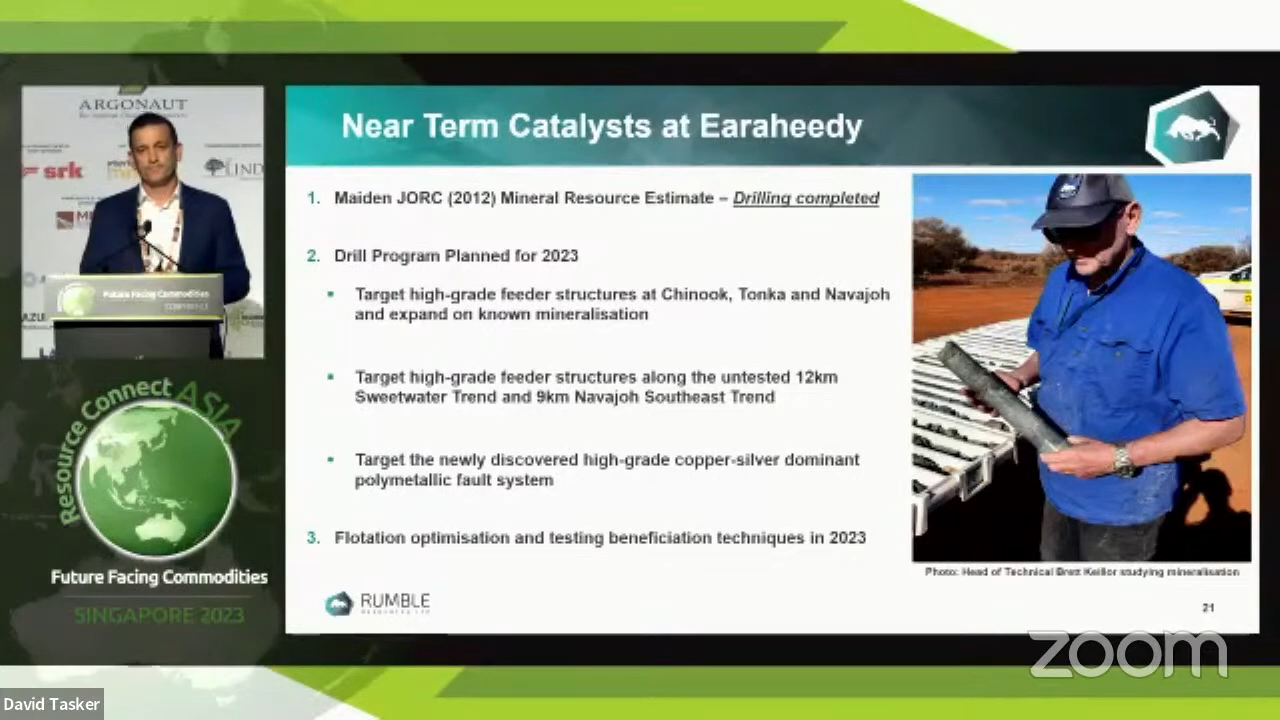 ARGONAUT
srk
LIND
Future Facing Commodities
CONFERENCE
Resource Connect ASIA
Future Facing Commodities
SINGAPORE 2023
Near Term Catalysts at Earaheedy
1. Maiden JORC (2012) Mineral Resource Estimate – Drilling completed
2. Drill Program Planned for 2023
▪ Target high-grade feeder structures at Chinook, Tonka and Navajoh
and expand on known mineralisation
▪ Target high-grade feeder structures along the untested 12km
Sweetwater Trend and 9km Navajoh Southeast Trend
▪ Target the newly discovered high-grade copper-silver dominant
polymetallic fault system
3. Flotation optimisation and testing beneficiation techniques in 2023
Photo: Head of Technical Brett Keillor studying mineralisation
RUMBLE
RESOURCES LTD
21
zoom
David Tasker